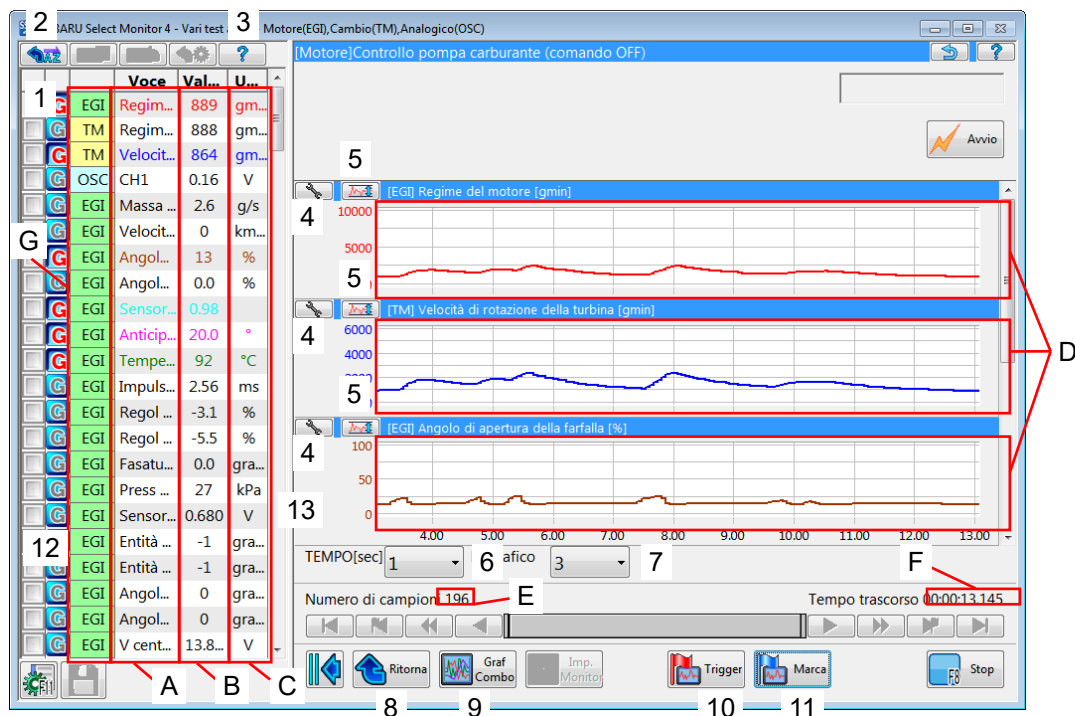 2 3
ARU Select Monitor 4 - Vari test Motore(EGI),Cambio(TM),Analogico(OSC)
AZ ?
[Motore]Controllo pompa carburante (comando OFF) ?
Voce Val... U...
1 G EGI Regim... 889 gm...
G TM Regim... 888 gm...
G TM Velocit... 864 gm...
G OSC CH1 0.16 V
G EGI Massa ... 2.6 g/s
G EGI Velocit... 0 km...
G
G EGI Angol... 13 %
G EGI Angol... 0.0 %
G EGI Sensor... 0.98
G EGI Anticip... 20.0 °
G EGI Tempe... 92 °C
G EGI Impuls... 2.56 ms
G EGI Regol ... -3.1 %
G EGI Regol ... -5.5 %
G EGI Fasatu... 0.0 gra...
G EGI Press ... 27 kPa
G EGI Sensor... 0.680 V
EGI Entità ... -1 gra...
12
G EGI Entità ... -1 gra...
G EGI Angol... 0 gra...
G EGI Angol... 0 gra...
G EGI V cent... 13.8... V
F11
A B C
Avvio
5
[EGI] Regime del motore [gmin]
4
10000
5000
5
D
[TM] Velocità di rotazione della turbina [gmin]
4
6000
4000
5
[EGI] Angolo di apertura della farfalla [%]
4
100
50
0
13
4.00 5.00 6.00 7.00 8.00 9.00 10.00 11.00 12.00 13.00
TEMPO[sec] 1 6 3 7
F
Numero di campioni 196 E Tempo trascorso 00:00:13.145
Ritorna Graf Combo Imp. Monitor Trigger Marca F8 Stop
8 9 10 11